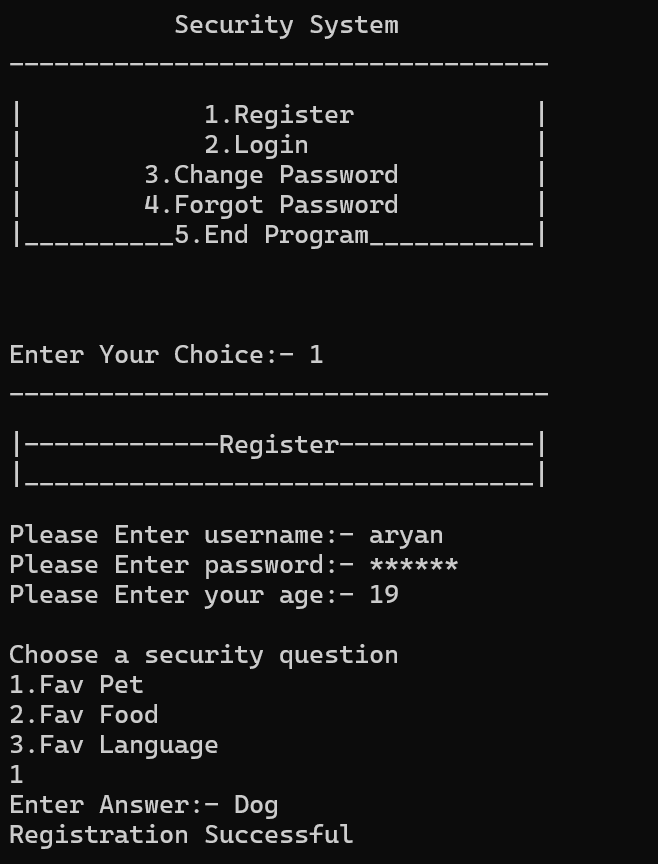 Security System
------------------------------------
|            1.Register            |
|            2.Login               |
|        3.Change Password         |
|        4.Forgot Password         |
|__________5.End Program___________|
Enter Your Choice:- 1
------------------------------------
|-------------Register-------------|
|__________________________________|
Please Enter username:- aryan
Please Enter password:- ******
Please Enter your age:- 19
Choose a security question
1.Fav Pet
2.Fav Food
3.Fav Language
1
Enter Answer:- Dog
Registration Successful